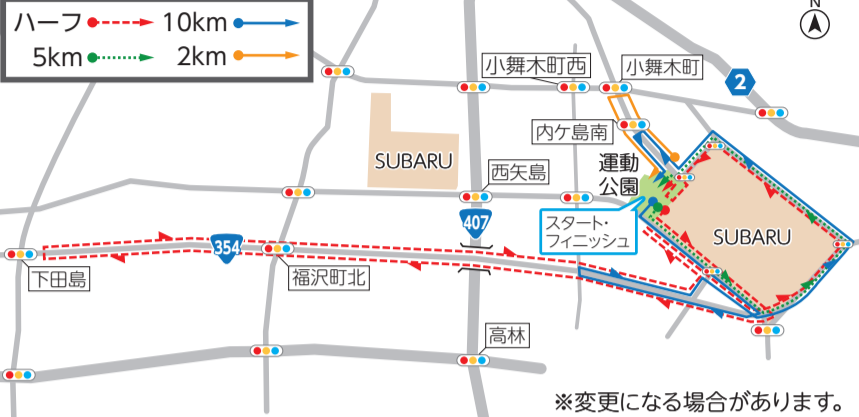 ハーフ
10km
5km
2km
N
小舞木町西
小舞木町
2
内ケ島南
SUBARU
運動
公園
西矢島
407
スタート・
フィニッシュ
SUBARU
354
下田島
福沢町北
高林
※変更になる場合があります。